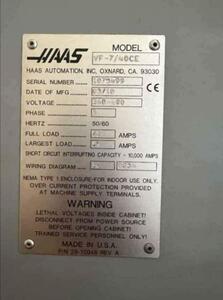 HAAS
MODEL
VF-7/40CE
HAAS AUTOMATION, INC, OXNARD, CA. 93030
SERIAL NUMBER
DATE OF MFG
VOLTAGE
PHASE
HERTZ 50/60
FULL LOAD AMPS
LARGEST LOAD AMPS
SHORT CIRCUIT INTERRUPTING CAPACITY - 10,000 AMPS
WIRING DIAGRAM
NEMA TYPE 1 ENCLOSURE-FOR INDOOR USE ONLY.
OVER CURRENT PROTECTION PROVIDED
AT MACHINE SUPPLY TERMINALS.
WARNING
LETHAL VOLTAGES INSIDE CABINET!
DISCONNECT FROM POWER SOURCE
BEFORE OPENING CABINET!
TRAINED SERVICE PERSONNEL ONLY!
MADE IN U.S.A.
REV A